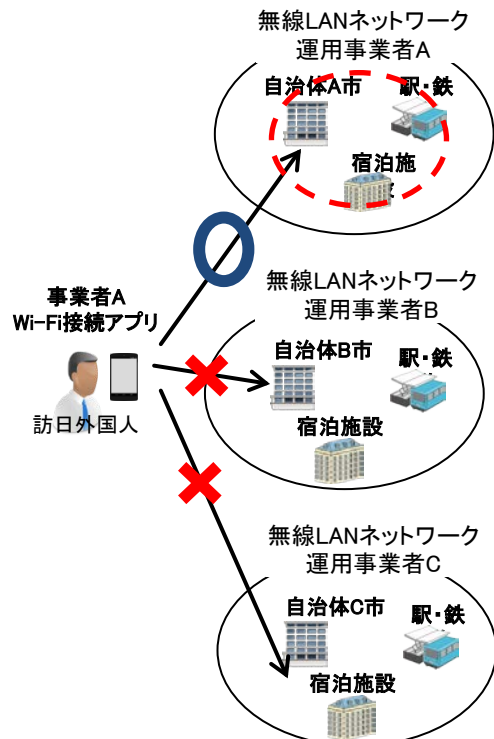 無線LANネットワーク
運用事業者A
自治体A市
駅・鉄
宿泊施
事業者A
Wi-Fi接続アプリ
訪日外国人
無線LANネットワーク
運用事業者B
自治体B市
駅・鉄
宿泊施設
無線LANネットワーク
運用事業者C
自治体C市
駅・鉄
宿泊施設